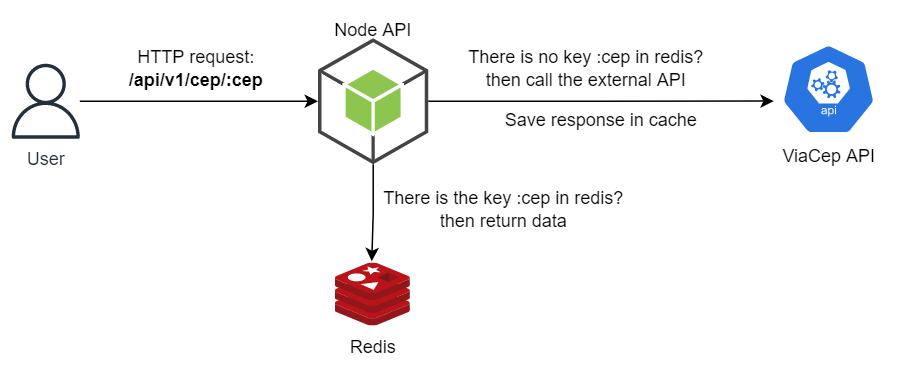 Node API
HTTP request:
/api/v1/cep/:cep
There is no key :cep in redis?
then call the external API
Save response in cache
api
User
ViaCep API
There is the key :cep in redis?
then return data
Redis